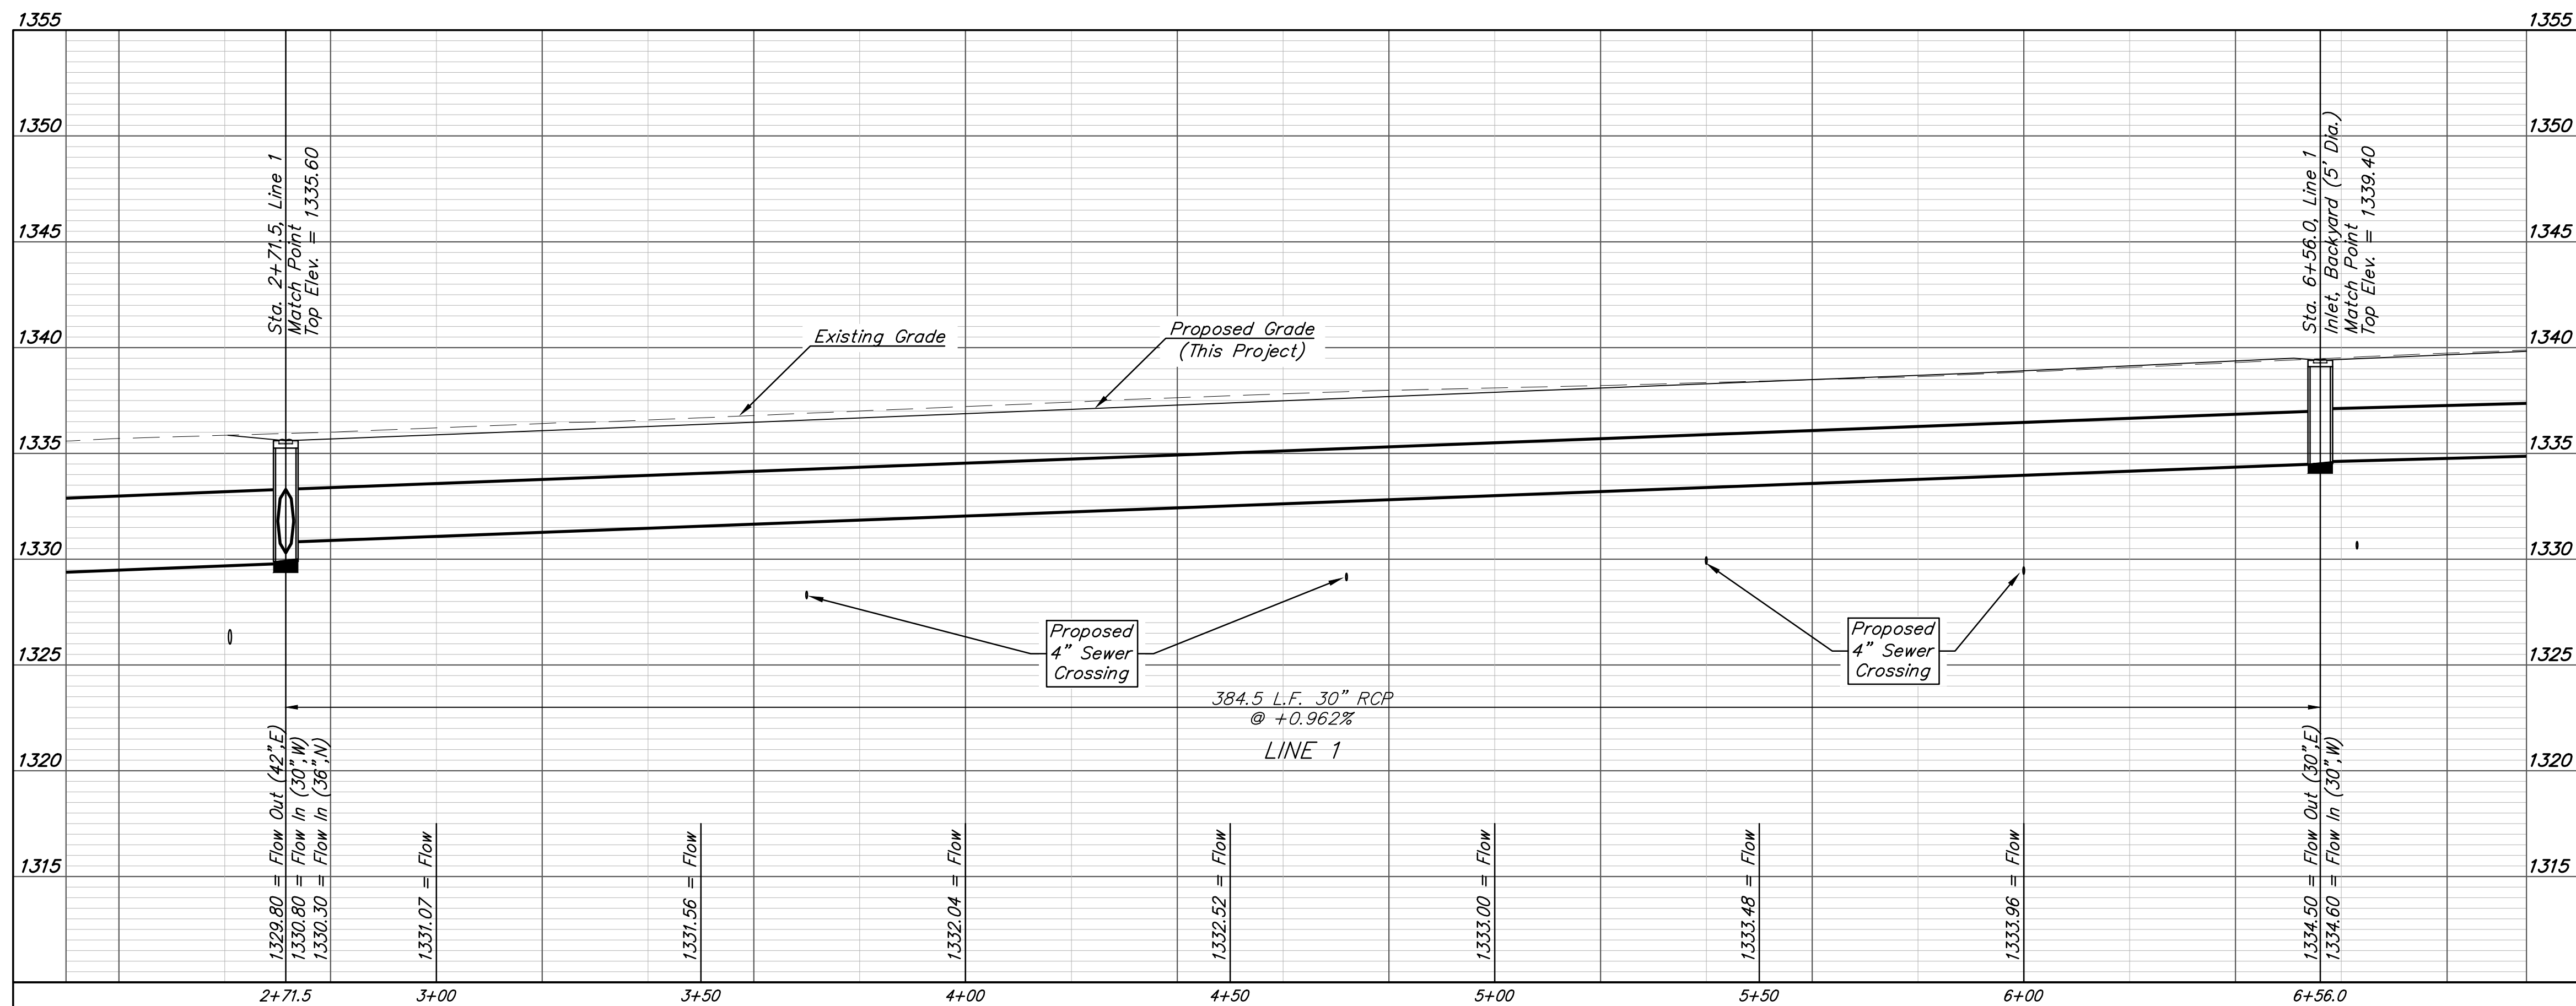 1355
1355
1350
1350
1345
1345
1340
1340
1335
1335
1330
1330
1325
1325
1320
1320
1315
1315
Sta. 2+71.5, Line 1
Match Point
Top Elev. = 1335.60
Existing Grade
Proposed Grade
(This Project)
Sta. 6+56.0, Line 1
Inlet, Backyard (5' Dia.)
Match Point
Top Elev. = 1339.40
Proposed
4" Sewer
Crossing
Proposed
4" Sewer
Crossing
384.5 L.F. 30" RCP
@ +0.962%
LINE 1
1329.80 = Flow Out (42",E)
1330.80 = Flow In (30",W)
1330.30 = Flow In (36",N)
1331.07 = Flow
1331.56 = Flow
1332.04 = Flow
1332.52 = Flow
1333.00 = Flow
1333.48 = Flow
1333.96 = Flow
1334.50 = Flow Out (30",E)
1334.60 = Flow In (30",W)
2+71.5
3+00
3+50
4+00
4+50
5+00
5+50
6+00
6+56.0